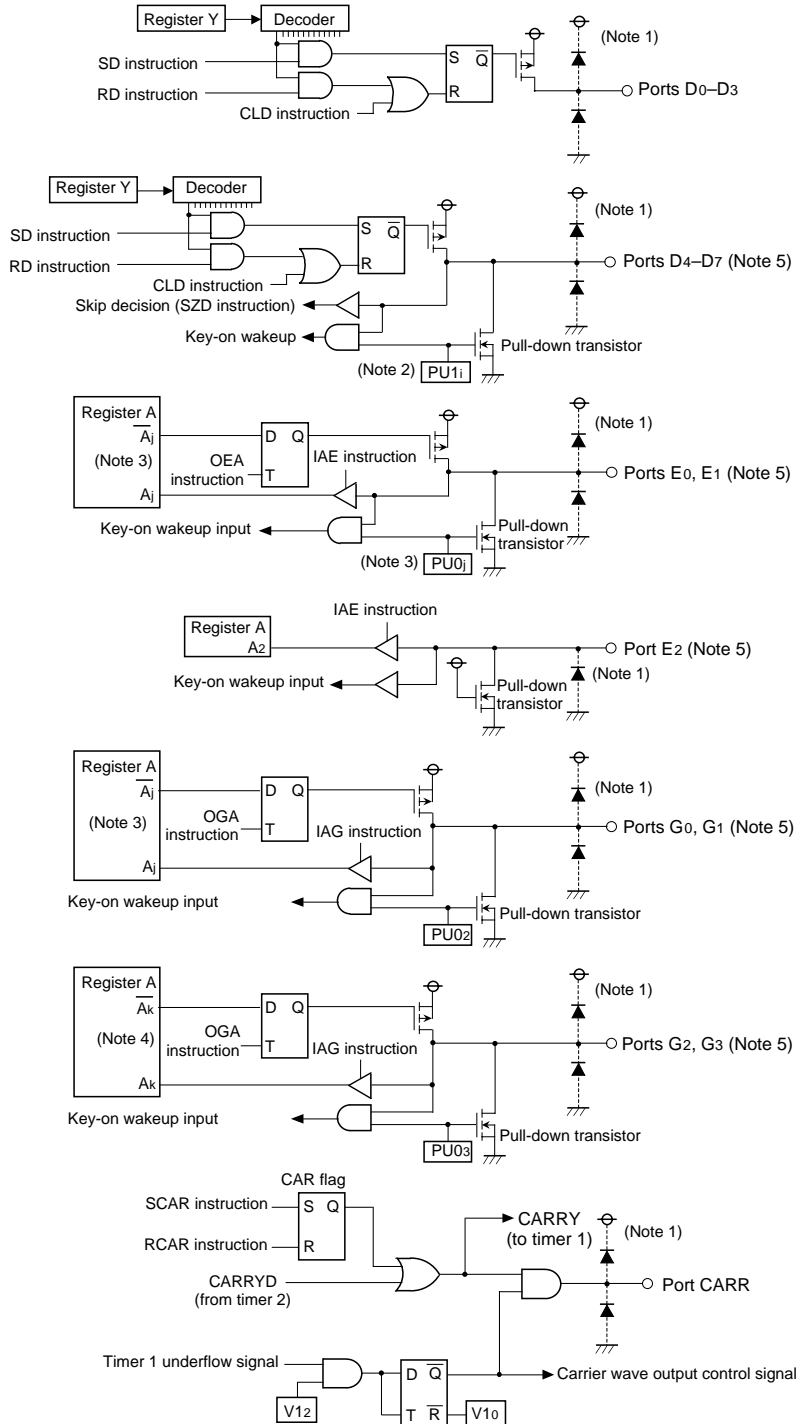 Register Y
Decoder
SD instruction
RD instruction
CLD instruction
S
Q
R
(Note 1)
Ports D0–D3
Register Y
Decoder
SD instruction
RD instruction
CLD instruction
S
Q
R
(Note 1)
Ports D4–D7 (Note 5)
Skip decision (SZD instruction)
Key-on wakeup
(Note 2)
PU1i
Pull-down transistor
Register A
Aj
(Note 3)
Aj
D
Q
T
OEA
instruction
IAE instruction
(Note 1)
Ports E0, E1 (Note 5)
Key-on wakeup input
(Note 3)
PU0j
Pull-down
transistor
IAE instruction
Register A
A2
Port E2 (Note 5)
(Note 1)
Key-on wakeup input
Pull-down
transistor
Register A
Aj
(Note 3)
Aj
D
Q
T
OGA
instruction
IAG instruction
(Note 1)
Ports G0, G1 (Note 5)
Key-on wakeup input
PU02
Pull-down transistor
Register A
Ak
(Note 4)
Ak
D
Q
T
OGA
instruction
IAG instruction
(Note 1)
Ports G2, G3 (Note 5)
Key-on wakeup input
PU03
Pull-down transistor
CAR flag
SCAR instruction
S
Q
RCAR instruction
R
CARRYD
(from timer 2)
CARRY
(to timer 1)
(Note 1)
Port CARR
Timer 1 underflow signal
V12
D
Q
T
R
V10
Carrier wave output control signal